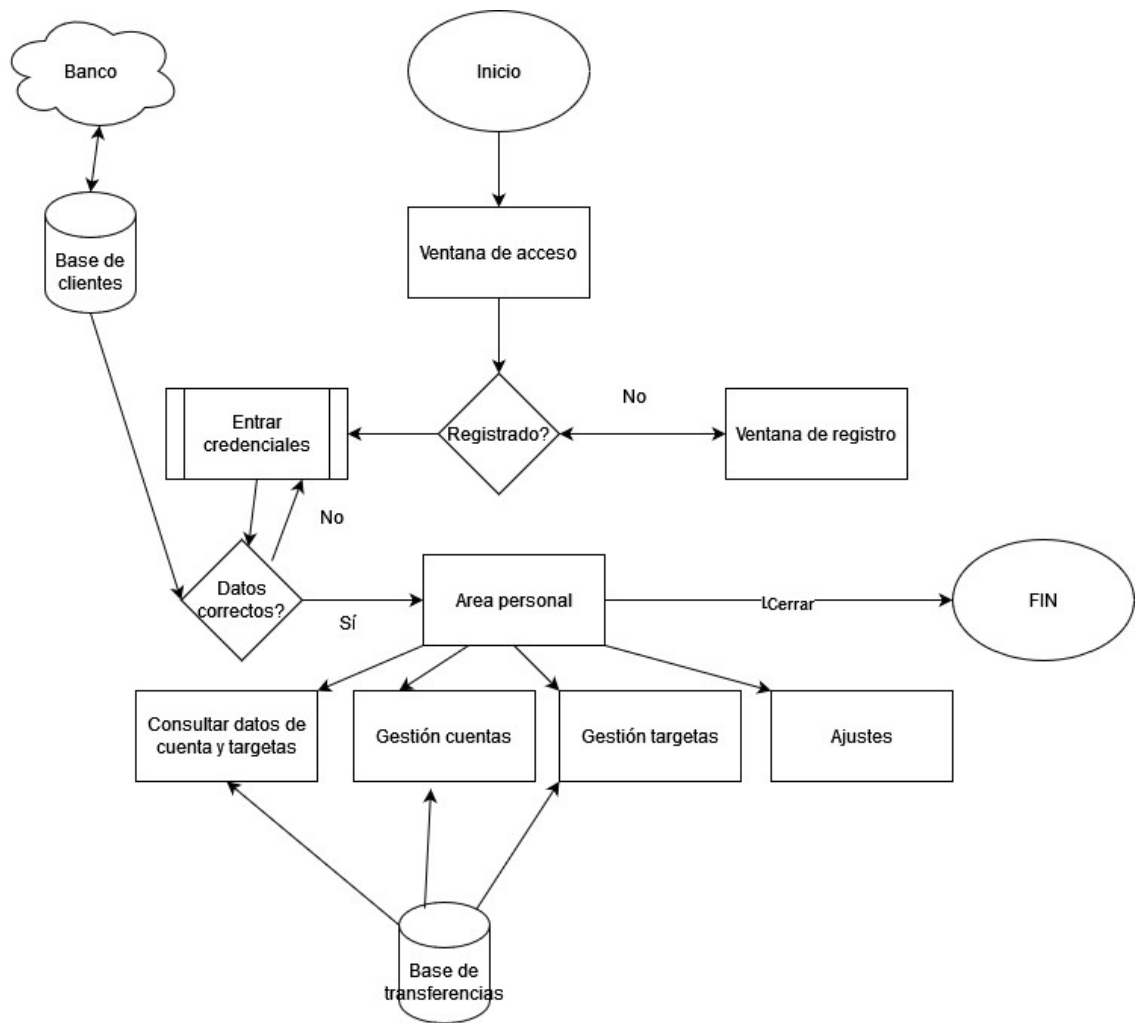 Banco
Inicio
Base de
clientes
Ventana de acceso
Entrar
credenciales
Registrado?
No
Ventana de registro
No
Datos
correctos?
Sí
Area personal
Cerrar
FIN
Consultar datos de
cuenta y targetas
Gestión cuentas
Gestión targetas
Ajustes
Base de
transferencias